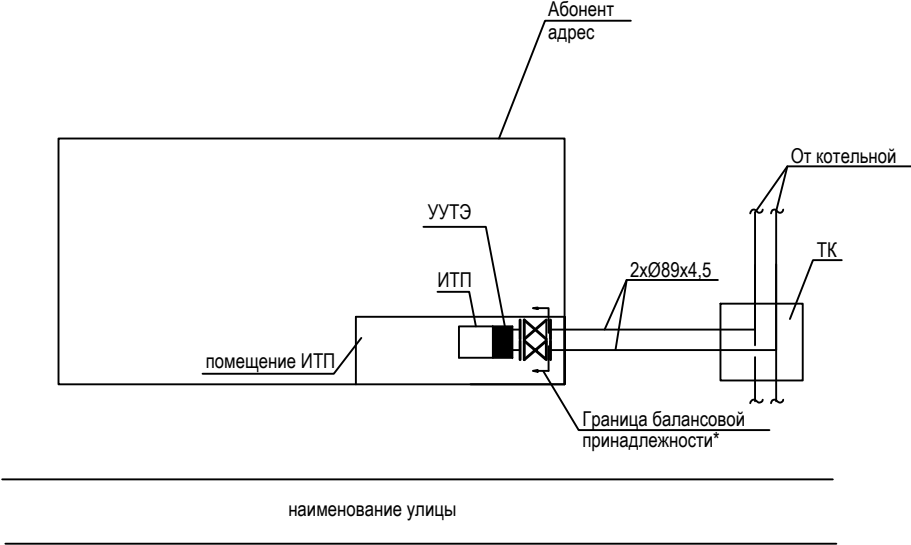 Абонент
адрес
От котельной
УУТЭ
ТК
2хØ89х4,5
ИТП
помещение ИТП
Граница балансовой
принадлежности*
наименование улицы